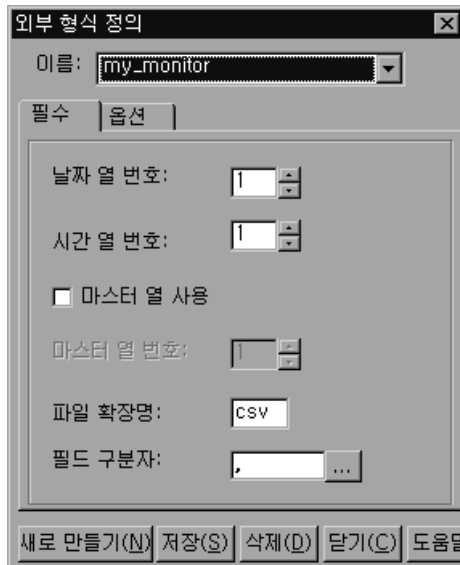 외부 형식 정의
이름: my_monitor
필수 옵션
날짜 열 번호: 1
시간 열 번호: 1
마스터 열 사용
마스터 열 번호: 1
파일 확장명: csv
필드 구분자: , ...
새로 만들기(N) 저장(S) 삭제(D) 닫기(C)